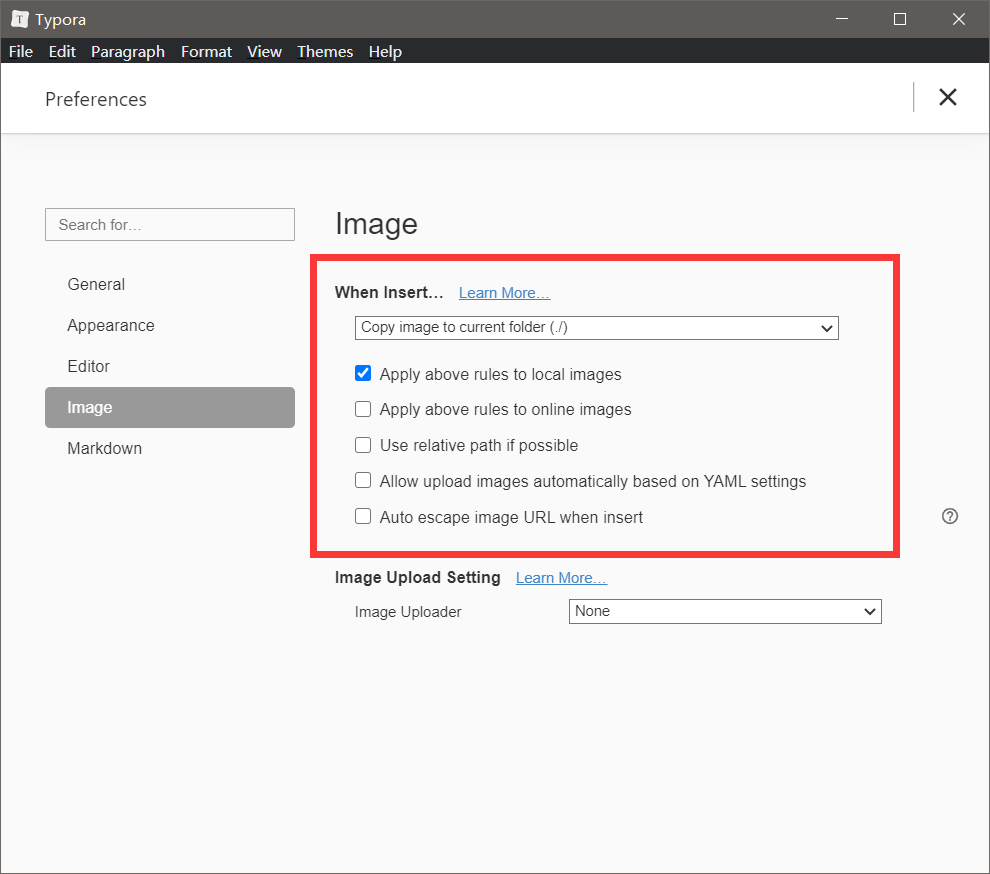 Typora
File Edit Paragraph Format View Themes Help
Preferences
Search for…
General
Appearance
Editor
Image
Markdown
Image
When Insert… Learn More…
Copy image to current folder (./)
Apply above rules to local images
Apply above rules to online images
Use relative path if possible
Allow upload images automatically based on YAML settings
Auto escape image URL when insert
Image Upload Setting Learn More…
Image Uploader None